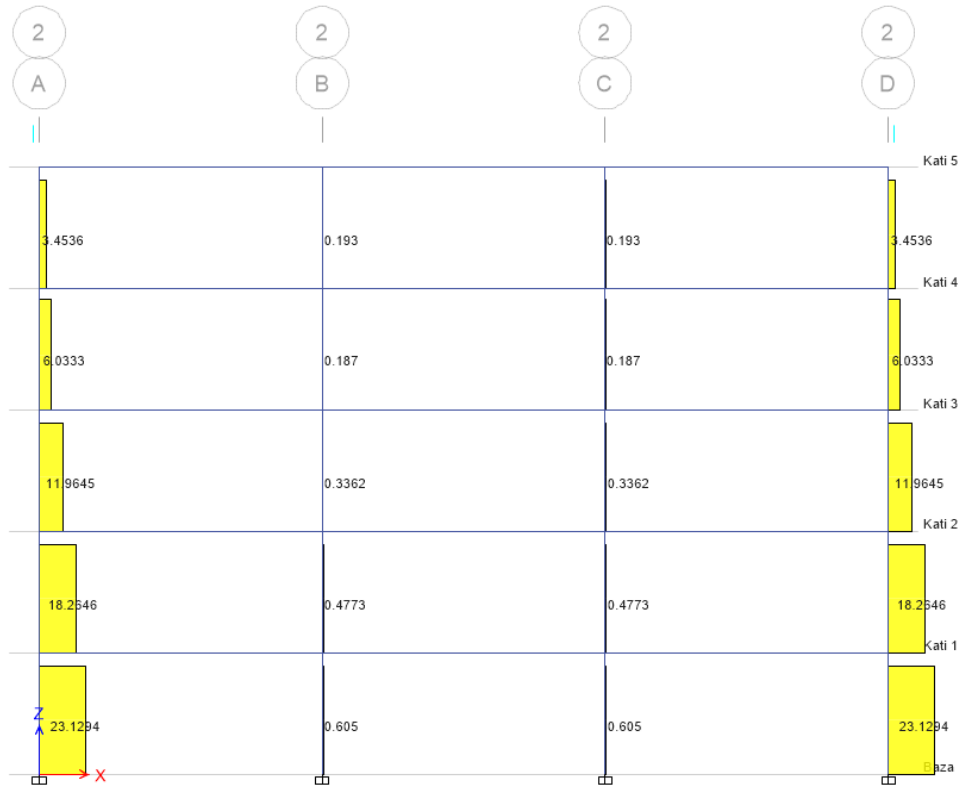 2 2 2 2
A B C D
Kati 5
3.4536 0.193 0.193 3.4536
Kati 4
6.0333 0.187 0.187 6.0333
Kati 3
11.9645 0.3362 0.3362 11.9645
Kati 2
18.2646 0.4773 0.4773 18.2646
Kati 1
Z
23.1294 0.605 0.605 23.1294
Baza
X